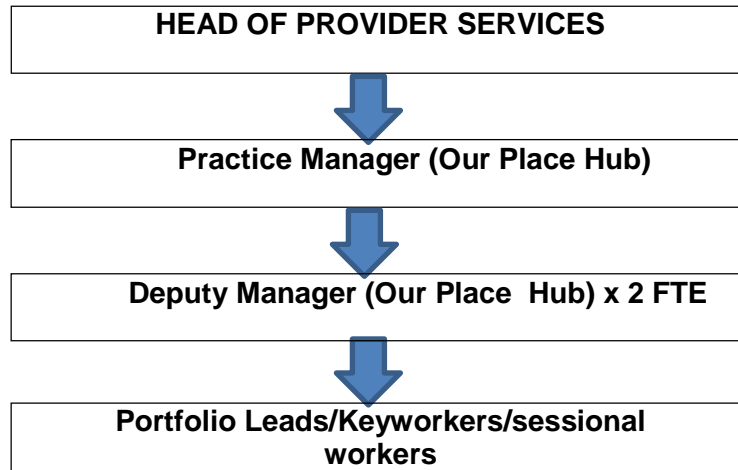 HEAD OF PROVIDER SERVICES
Practice Manager (Our Place Hub)
Deputy Manager (Our Place  Hub) x 2 FTE
Portfolio Leads/Keyworkers/sessional
workers